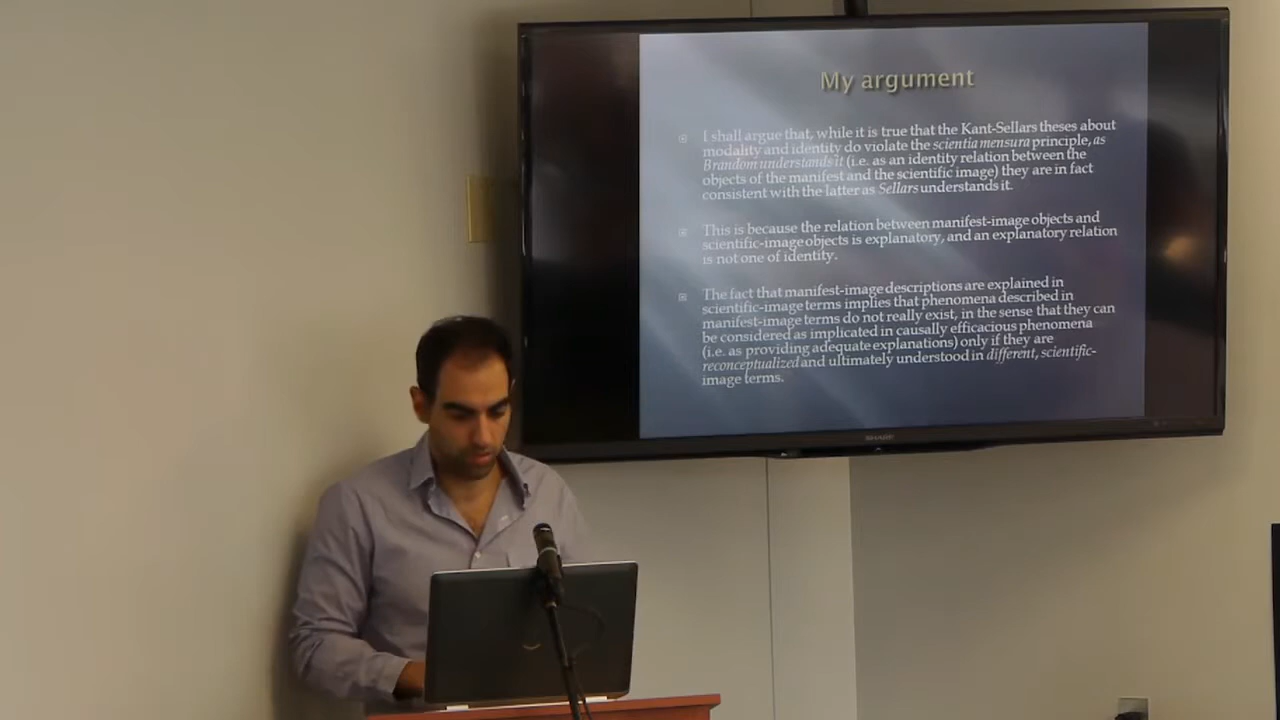 My argument
I shall argue that, while it is true that the Kant-Sellars theses about
modality and identity do violate the scientia mensura principle, as
Brandom understands it (i.e. as an identity relation between the
objects of the manifest and the scientific image) they are in fact
consistent with the latter as Sellars understands it.
This is because the relation between manifest-image objects and
scientific-image objects is explanatory, and an explanatory relation
is not one of identity.
The fact that manifest-image descriptions are explained in
scientific-image terms implies that phenomena described in
manifest-image terms do not really exist, in the sense that they can
be considered as implicated in causally efficacious phenomena
(i.e. as providing adequate explanations) only if they are
reconceptualized and ultimately understood in different, scientific-
image terms.
SHARP